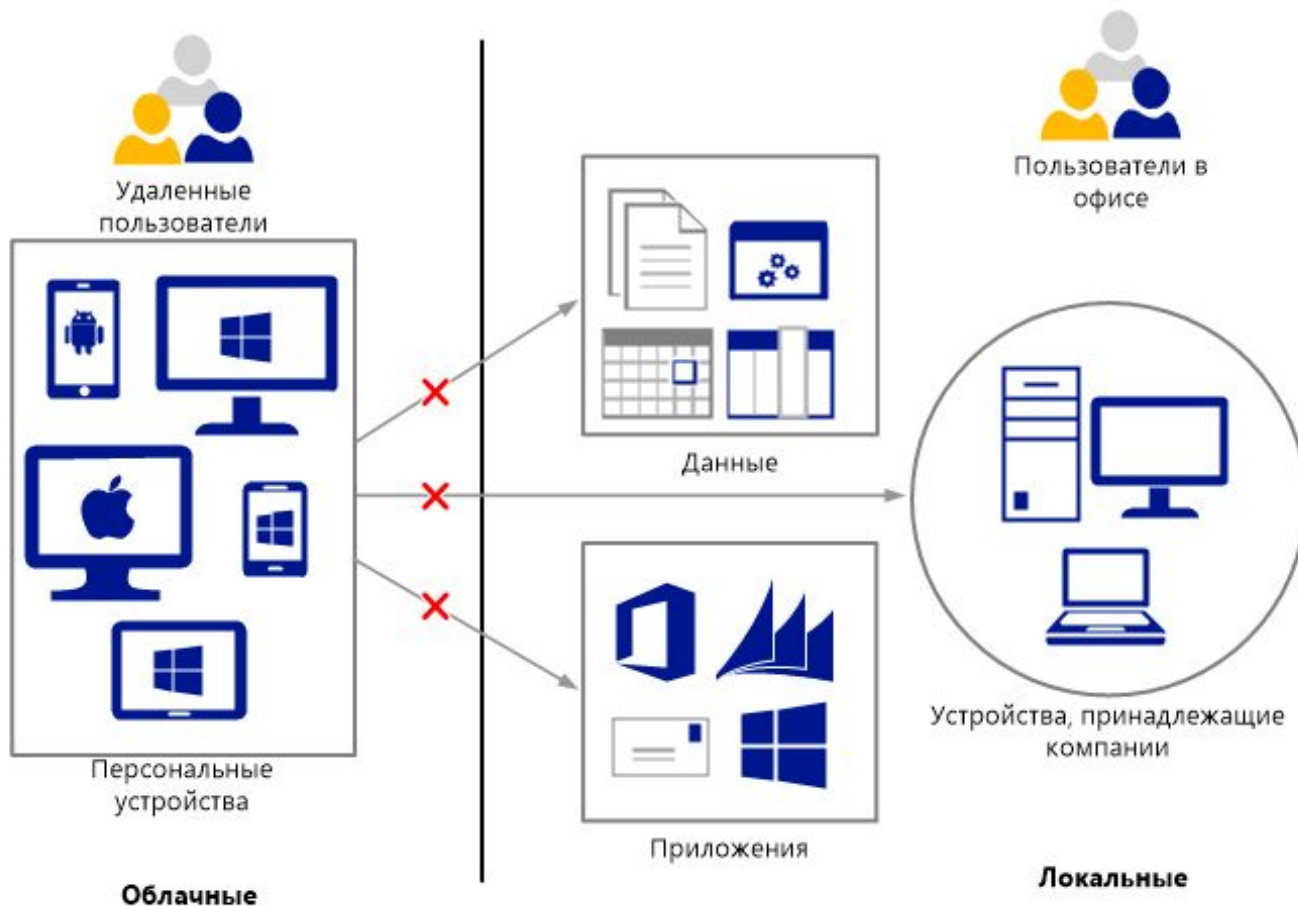 Удаленные
пользователи
Персональные
устройства
Облачные
Данные
Приложения
Пользователи в
офисе
Устройства, принадлежащие
компании
Локальные